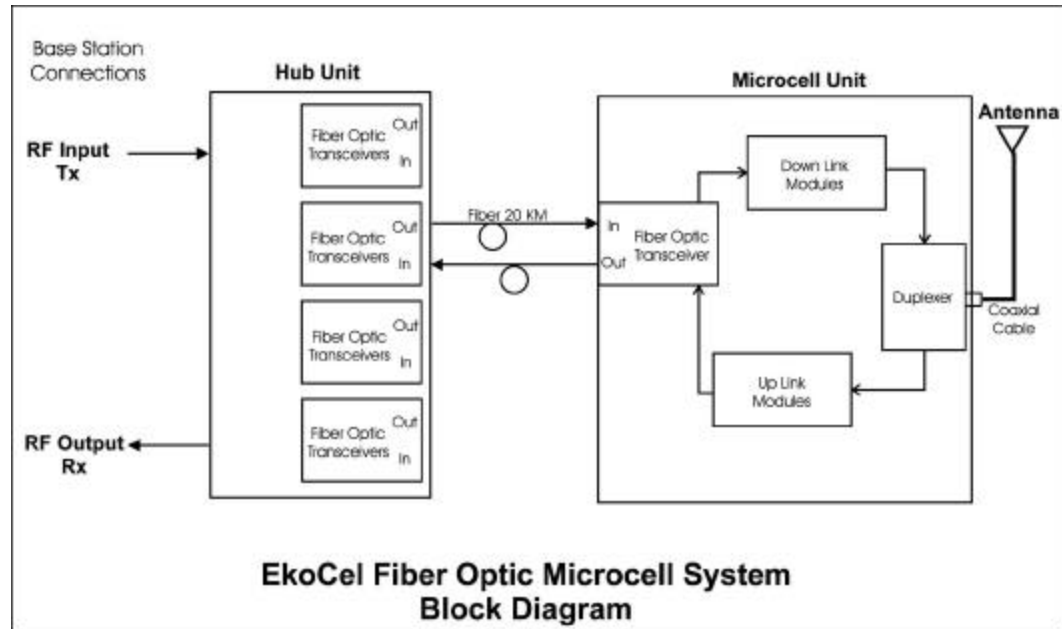 Base Station
Connections
Hub Unit
Microcell Unit
Antenna
RF Input
Tx
Fiber Optic
Transceivers
Out
In
Fiber Optic
Transceivers
Out
In
Fiber Optic
Transceivers
Out
In
Fiber Optic
Transceivers
Out
In
RF Output
Rx
Fiber 20 KM
In
Out
Fiber Optic
Transceiver
Down Link
Modules
Duplexer
Coaxial
Cable
Up Link
Modules
EkoCel Fiber Optic Microcell System
Block Diagram